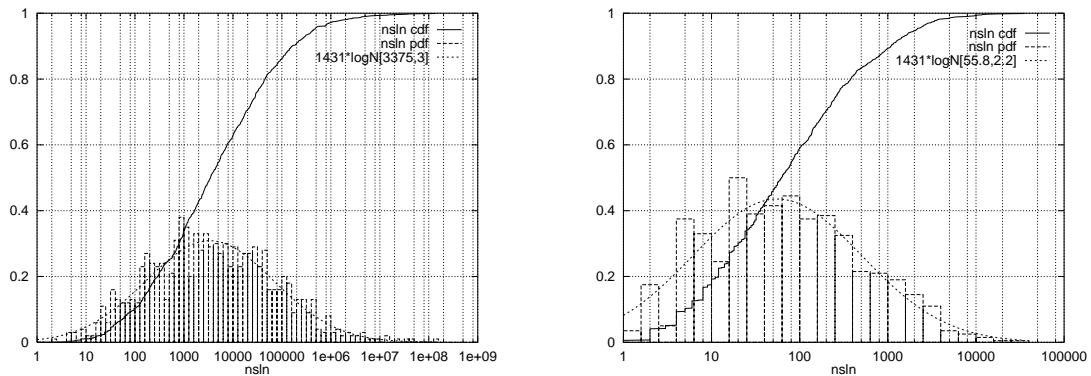 nsln cdf
nsln pdf
1431*logN[3375,3]
1
0.8
0.6
0.4
0.2
0
1 10 100 1000 10000 100000 1e+06 1e+07 1e+08 1e+09
nsln
nsln cdf
nsln pdf
1431*logN[55.8,2.2]
1
0.8
0.6
0.4
0.2
0
1 10 100 1000 10000 100000
nsln